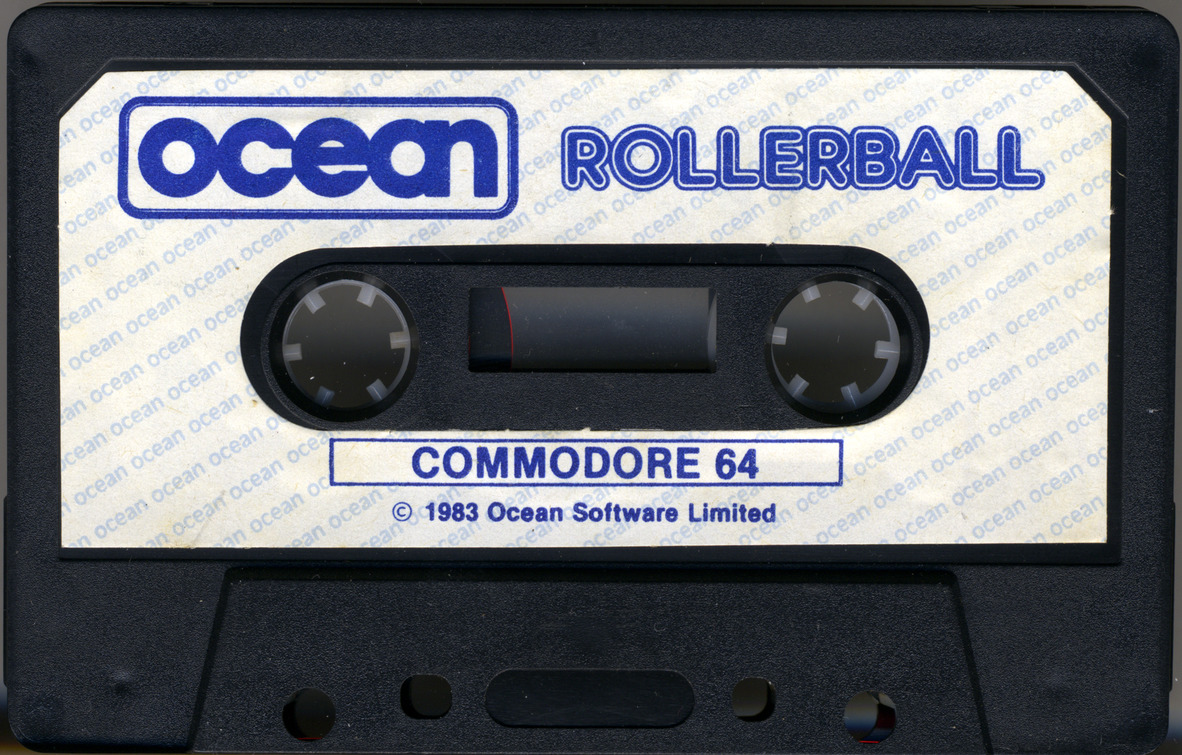 ocean ROLLERBALL
COMMODORE 64
© 1983 Ocean Software Limited